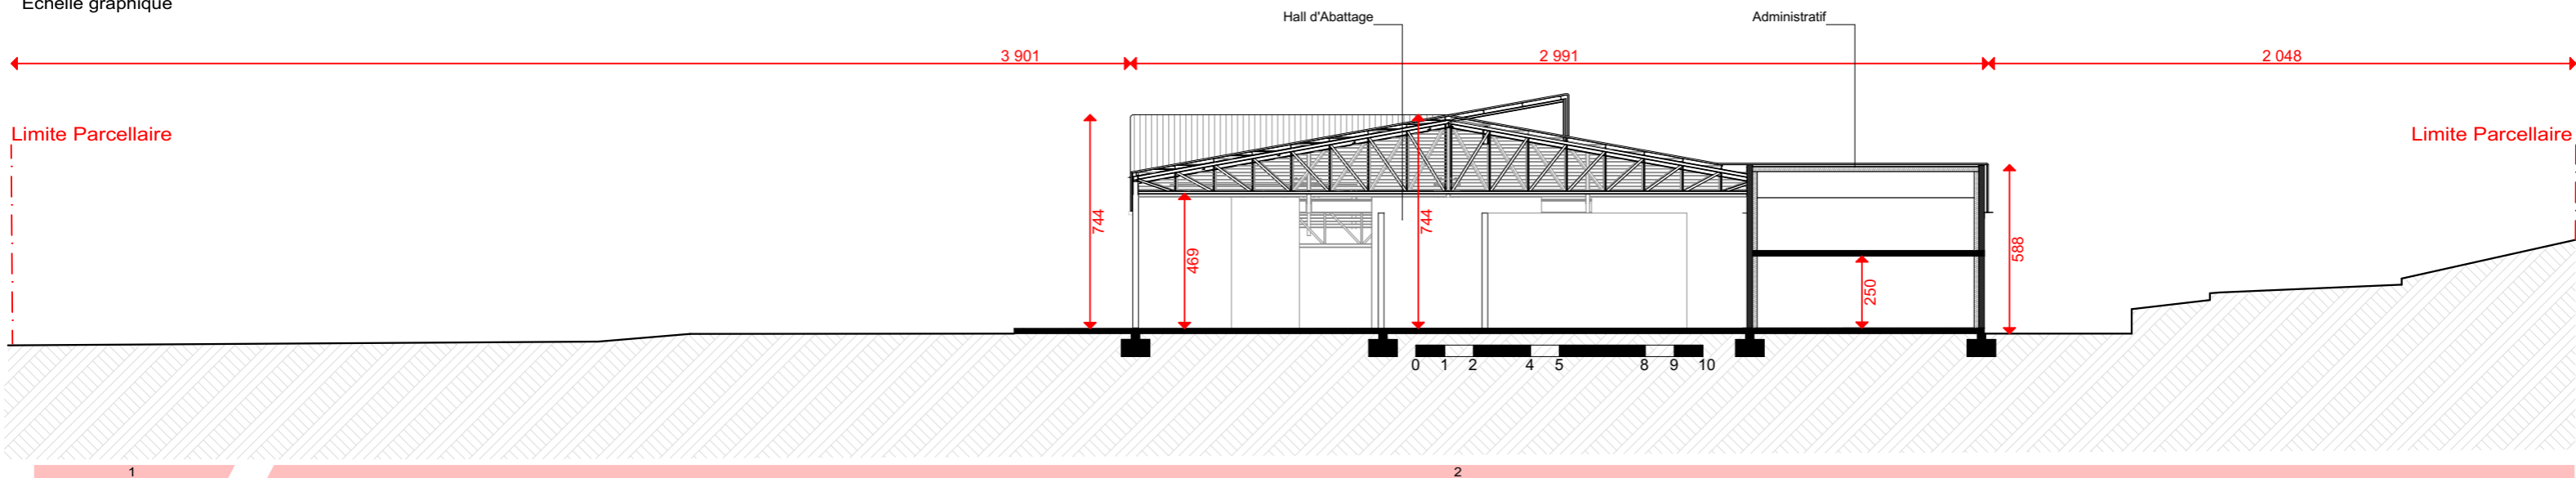 Echelle graphique
Hall d'Abattage
Administratif
3 901
2 991
2 048
Limite Parcellaire
Limite Parcellaire
744
469
744
250
588
0 1 2 4 5 8 9 10
1
2